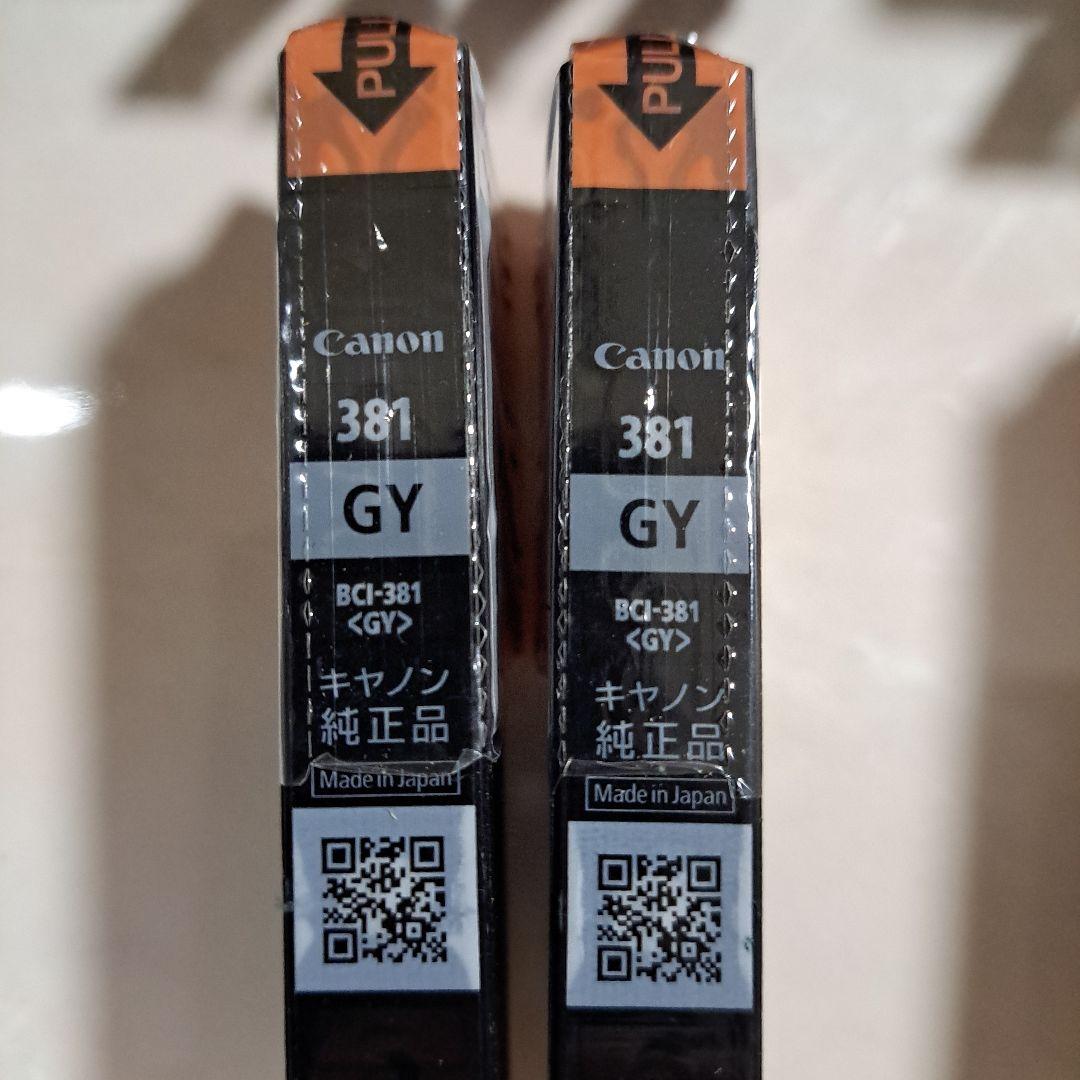 PULL
Canon
381
GY
BCI-381
<GY>
キヤノン
純正品
Made in Japan
PULL
Canon
381
GY
BCI-381
<GY>
キヤノン
純正品
Made in Japan